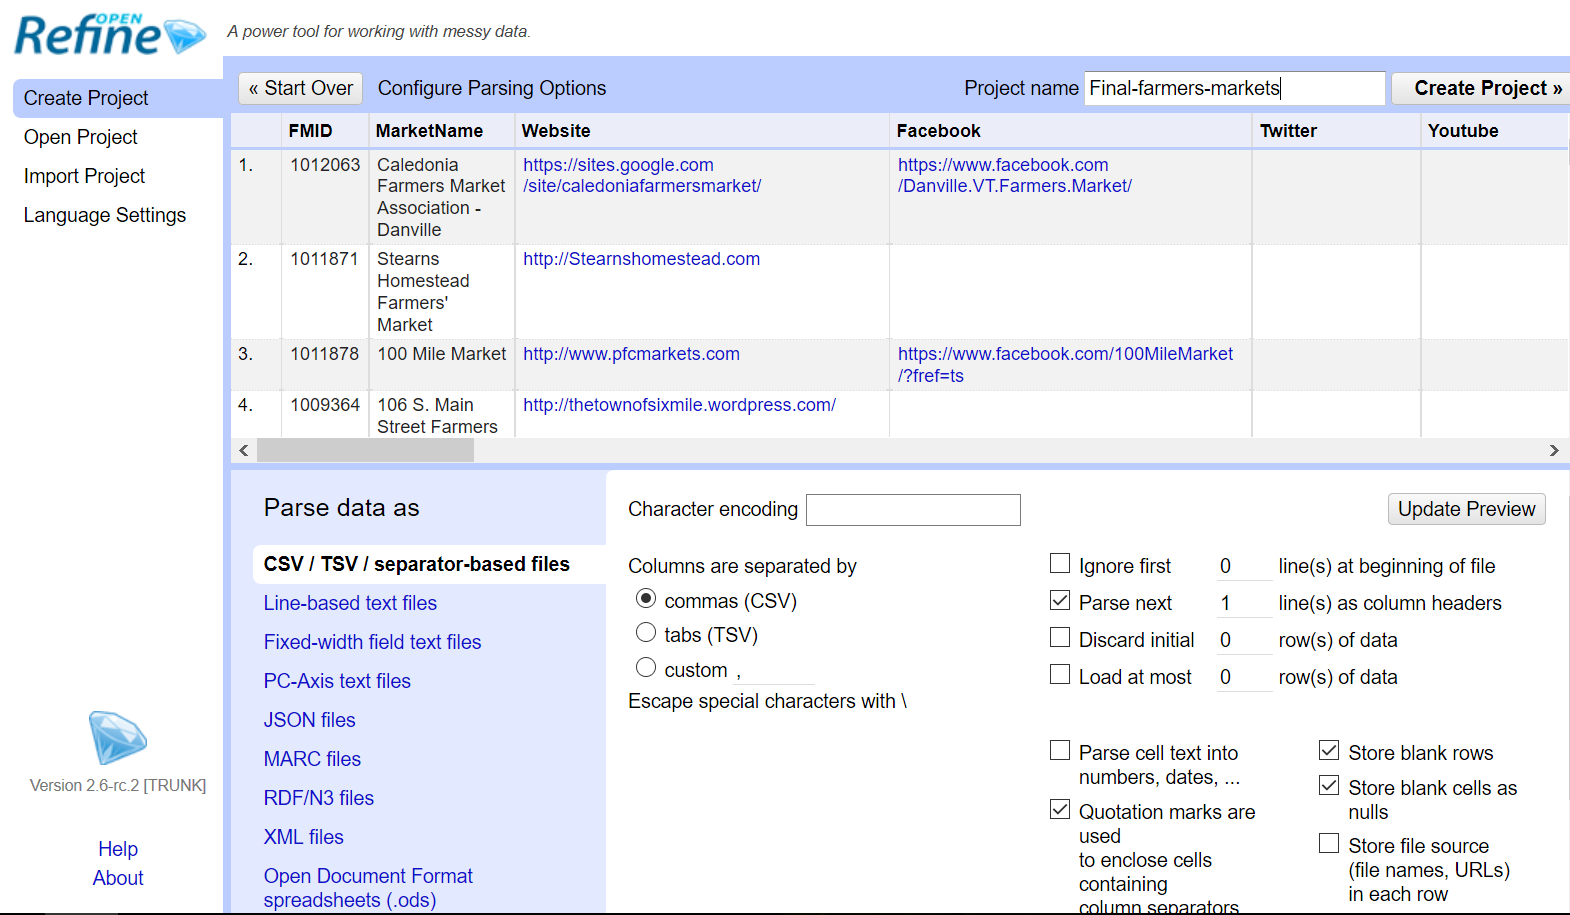 OPEN
Refine
A power tool for working with messy data.
Create Project
Open Project
Import Project
Language Settings
Version 2.6-rc.2 [TRUNK]
Help
About
« Start Over
Configure Parsing Options
Project name
Final-farmers-markets
Create Project »
FMID MarketName Website Facebook Twitter Youtube
1. 1012063 Caledonia https://sites.google.com https://www.facebook.com
Farmers Market /site/caledoniafarmersmarket/ /Danville.VT.Farmers.Market/
Association -
Danville
2. 1011871 Stearns http://Stearnshomestead.com
Homestead
Farmers'
Market
3. 1011878 100 Mile Market http://www.pfcmarkets.com https://www.facebook.com/100MileMarket
/?fref=ts
4. 1009364 106 S. Main http://thetownofsixmile.wordpress.com/
Street Farmers
Parse data as
CSV / TSV / separator-based files
Line-based text files
Fixed-width field text files
PC-Axis text files
JSON files
MARC files
RDF/N3 files
XML files
Open Document Format
spreadsheets (.ods)
Character encoding
Update Preview
Columns are separated by
commas (CSV)
tabs (TSV)
custom ,
Escape special characters with \
Ignore first 0 line(s) at beginning of file
Parse next 1 line(s) as column headers
Discard initial 0 row(s) of data
Load at most 0 row(s) of data
Parse cell text into
numbers, dates, ...
Quotation marks are
used
to enclose cells
containing
column separators
Store blank rows
Store blank cells as
nulls
Store file source
(file names, URLs)
in each row